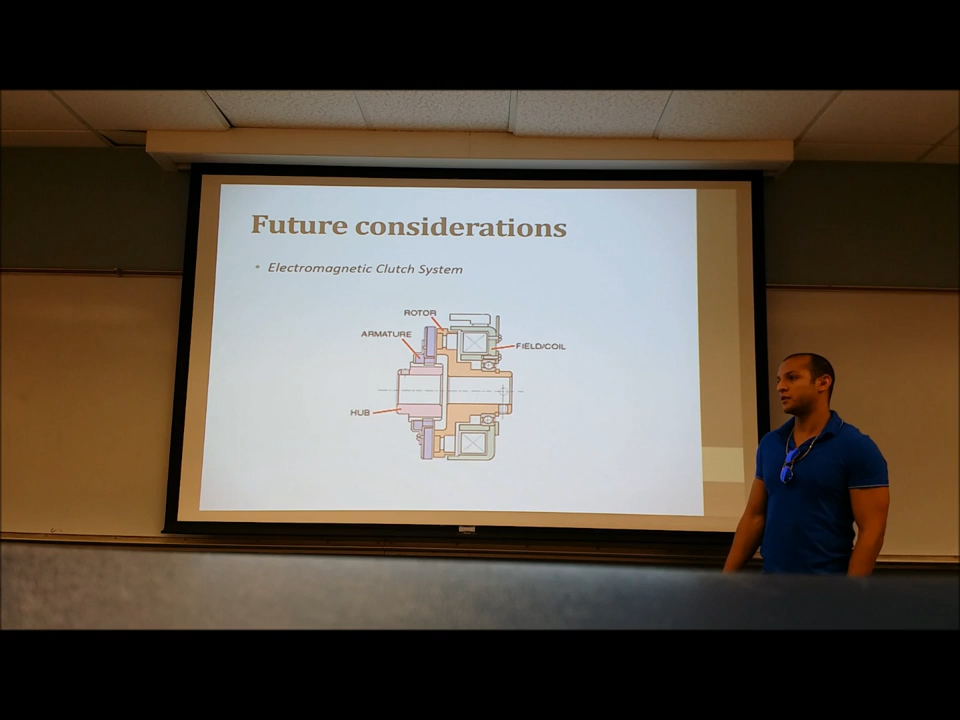 Future considerations
• Electromagnetic Clutch System
ROTOR
ARMATURE
FIELD/COIL
HUB